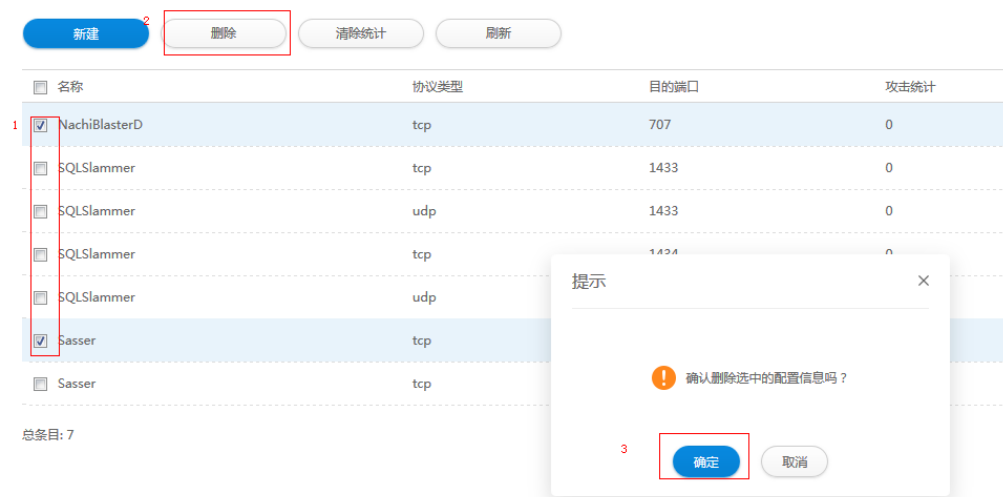 2
新建 删除 清除统计 刷新
名称 协议类型 目的端口 攻击统计
1 NachiBlasterD tcp 707 0
SQLSlammer tcp 1433 0
SQLSlammer udp 1433 0
SQLSlammer tcp 1434 0
SQLSlammer udp
Sasser tcp
Sasser tcp
总条目: 7
提示
确认删除选中的配置信息吗？
3
确定 取消